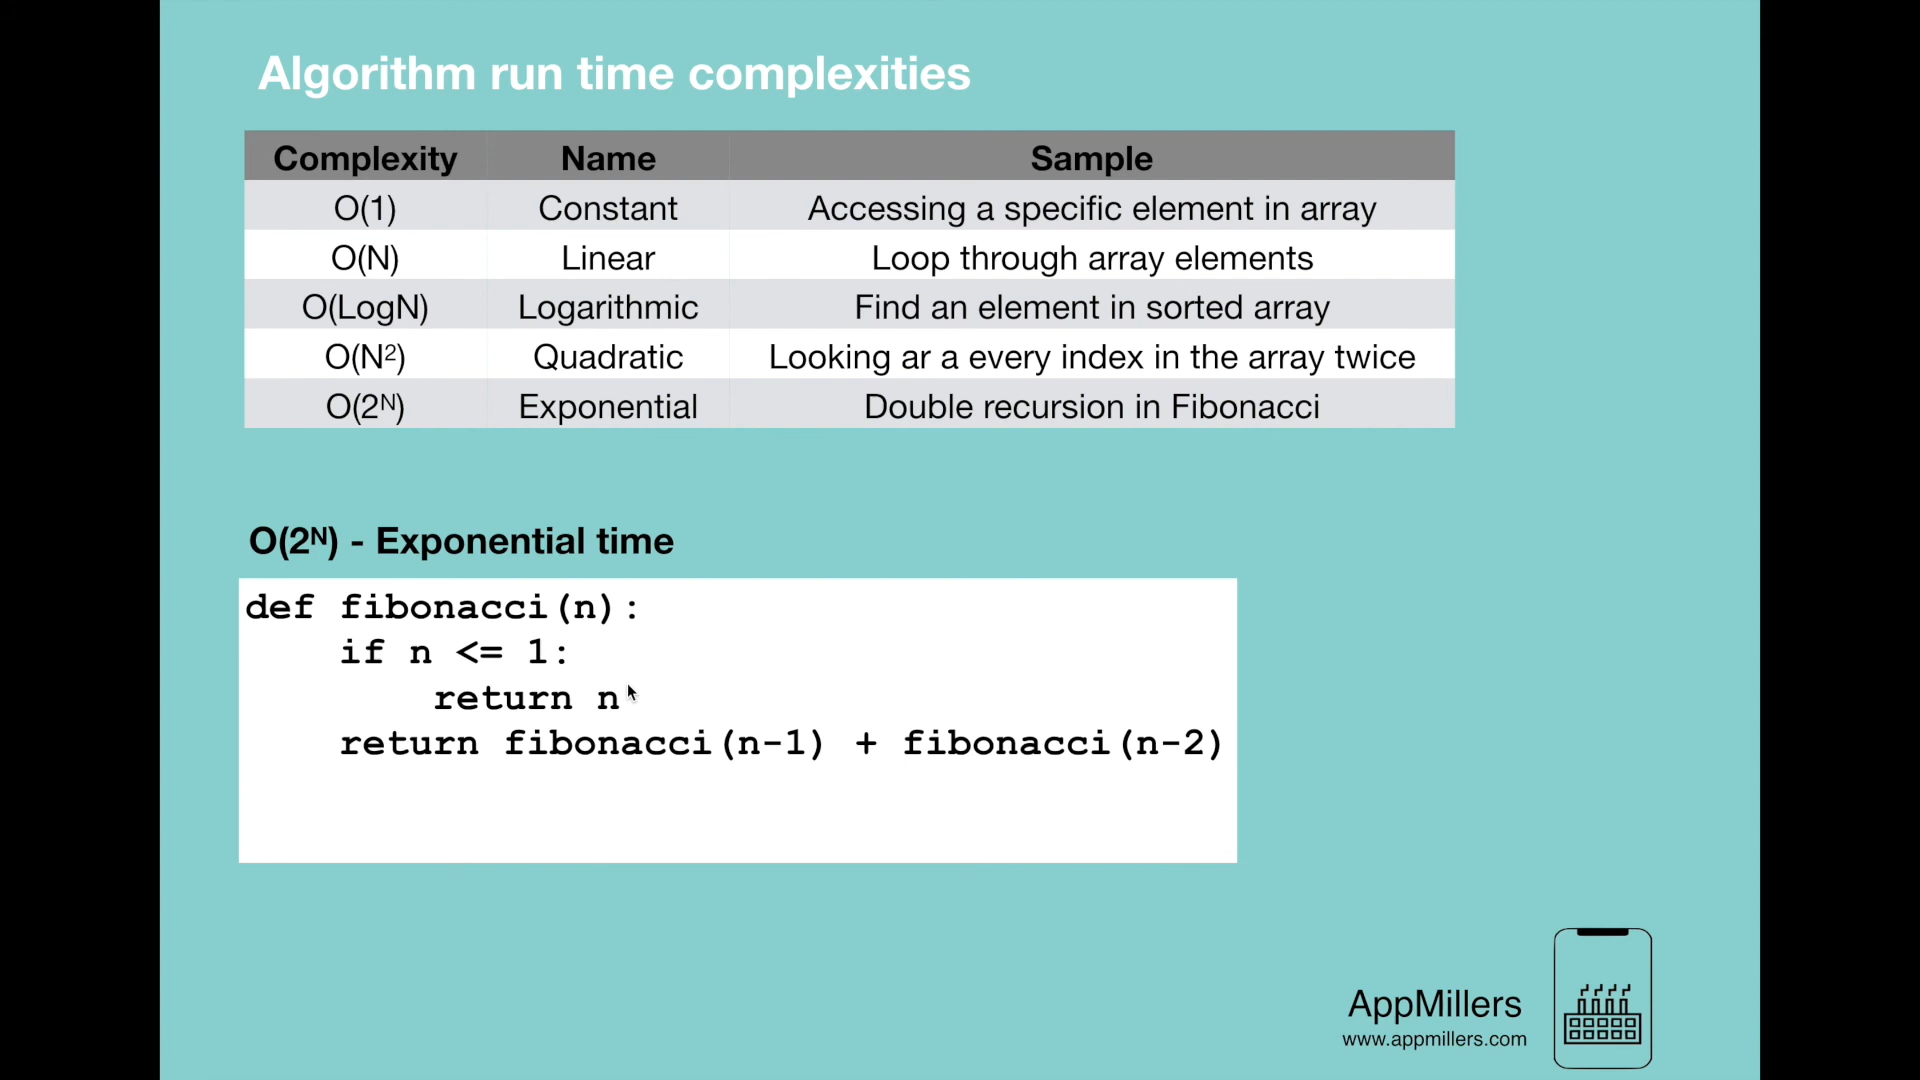 Algorithm run time complexities
Complexity Name Sample
O(1) Constant Accessing a specific element in array
O(N) Linear Loop through array elements
O(LogN) Logarithmic Find an element in sorted array
O(N²) Quadratic Looking ar a every index in the array twice
O(2ᴺ) Exponential Double recursion in Fibonacci
O(2ᴺ) - Exponential time
def fibonacci(n):
    if n <= 1:
        return n
    return fibonacci(n-1) + fibonacci(n-2)
AppMillers
www.appmillers.com